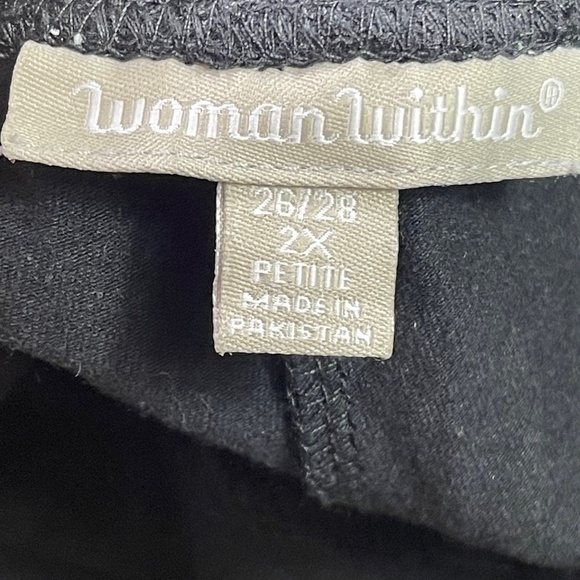 Woman Within®
26/28
2X
PETITE
MADE IN
PAKISTAN